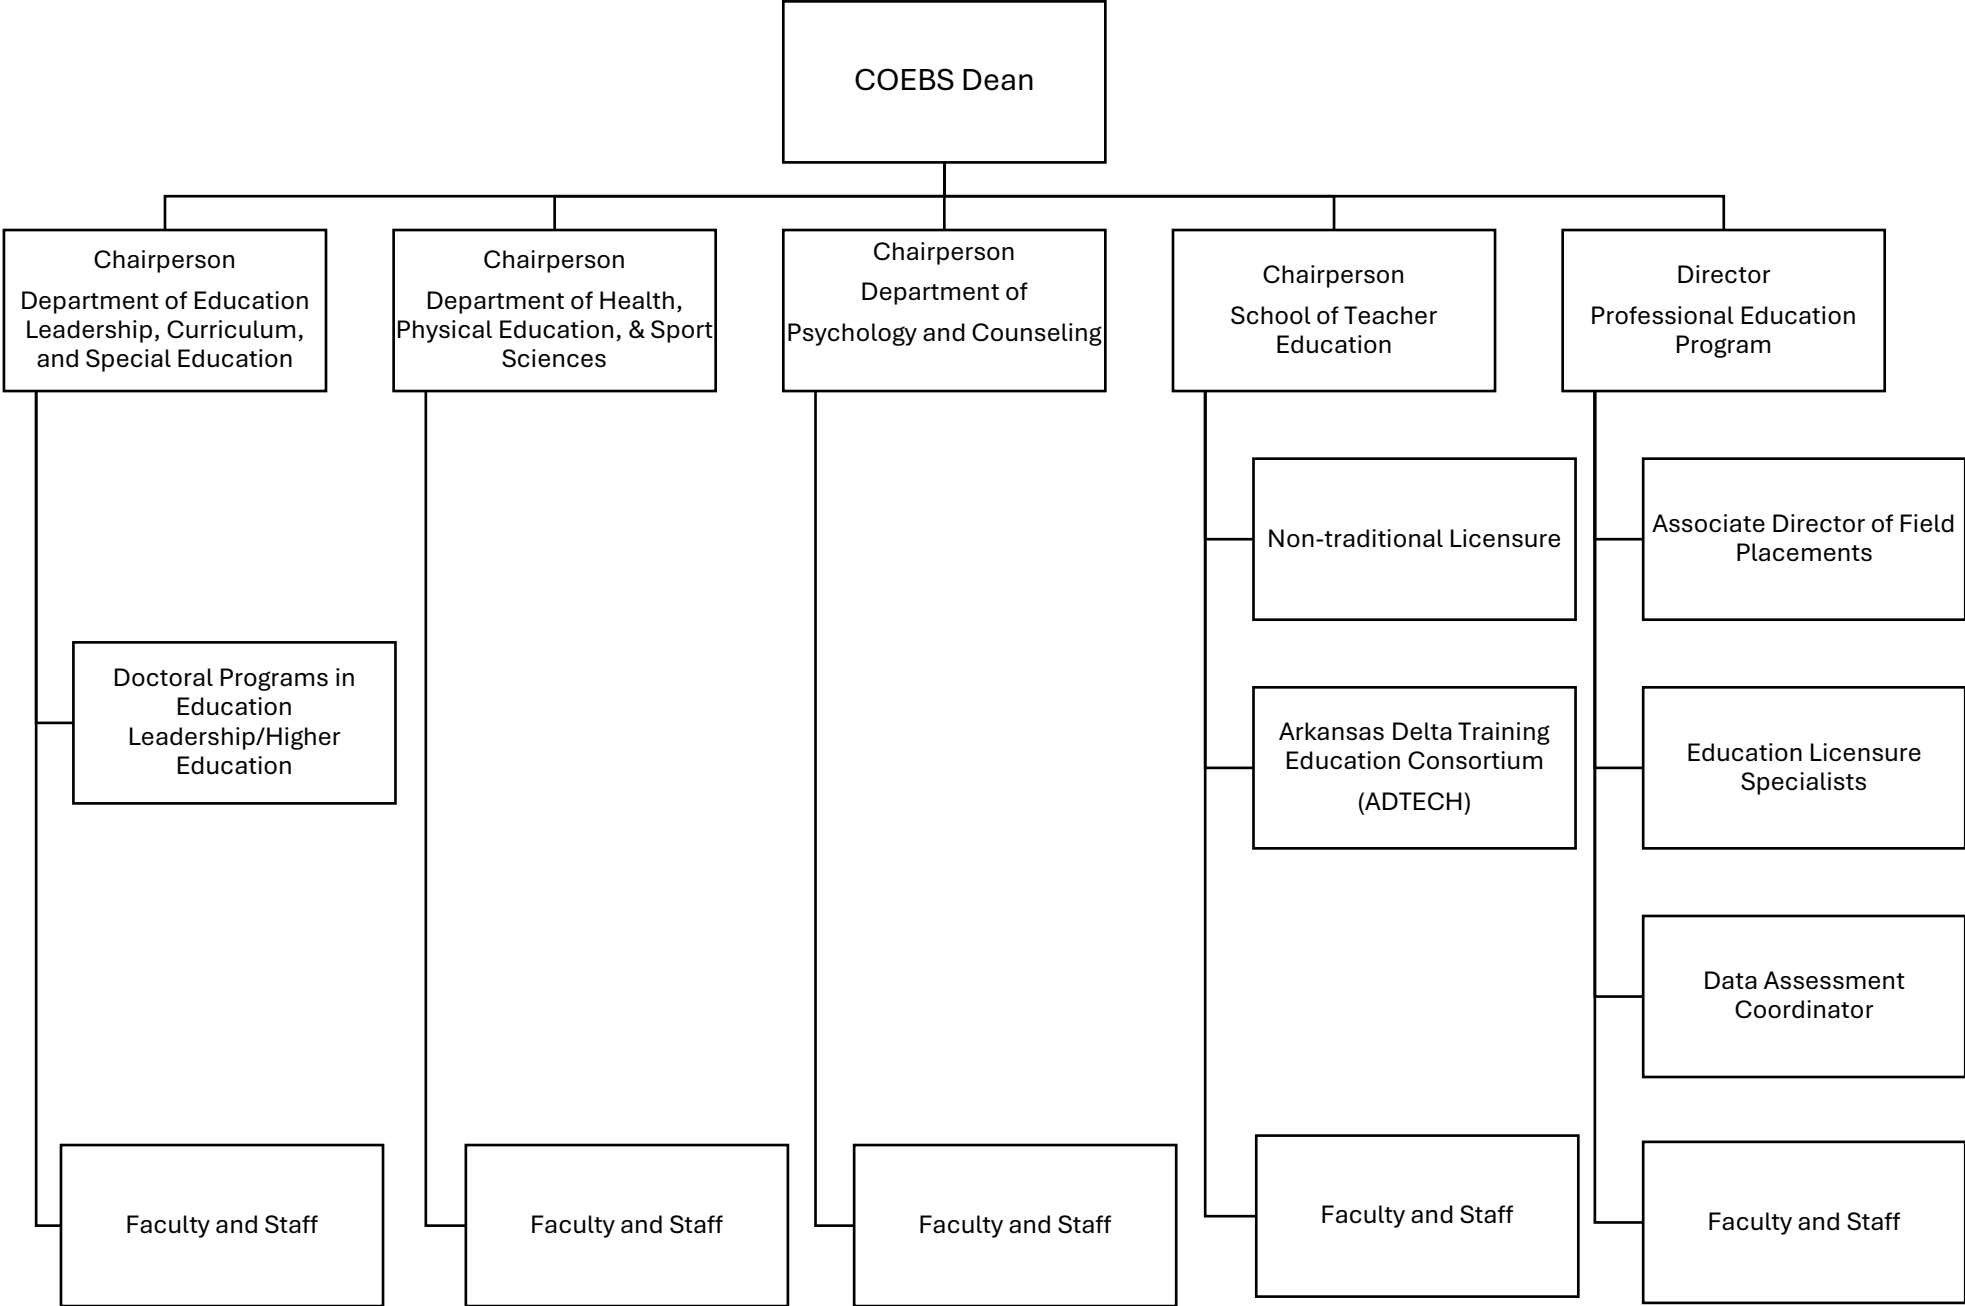 COEBS Dean
Chairperson
Department of Education
Leadership, Curriculum,
and Special Education
Chairperson
Department of Health,
Physical Education, & Sport
Sciences
Chairperson
Department of
Psychology and Counseling
Chairperson
School of Teacher
Education
Director
Professional Education
Program
Non-traditional Licensure
Associate Director of Field
Placements
Doctoral Programs in
Education
Leadership/Higher
Education
Arkansas Delta Training
Education Consortium
(ADTECH)
Education Licensure
Specialists
Data Assessment
Coordinator
Faculty and Staff
Faculty and Staff
Faculty and Staff
Faculty and Staff
Faculty and Staff